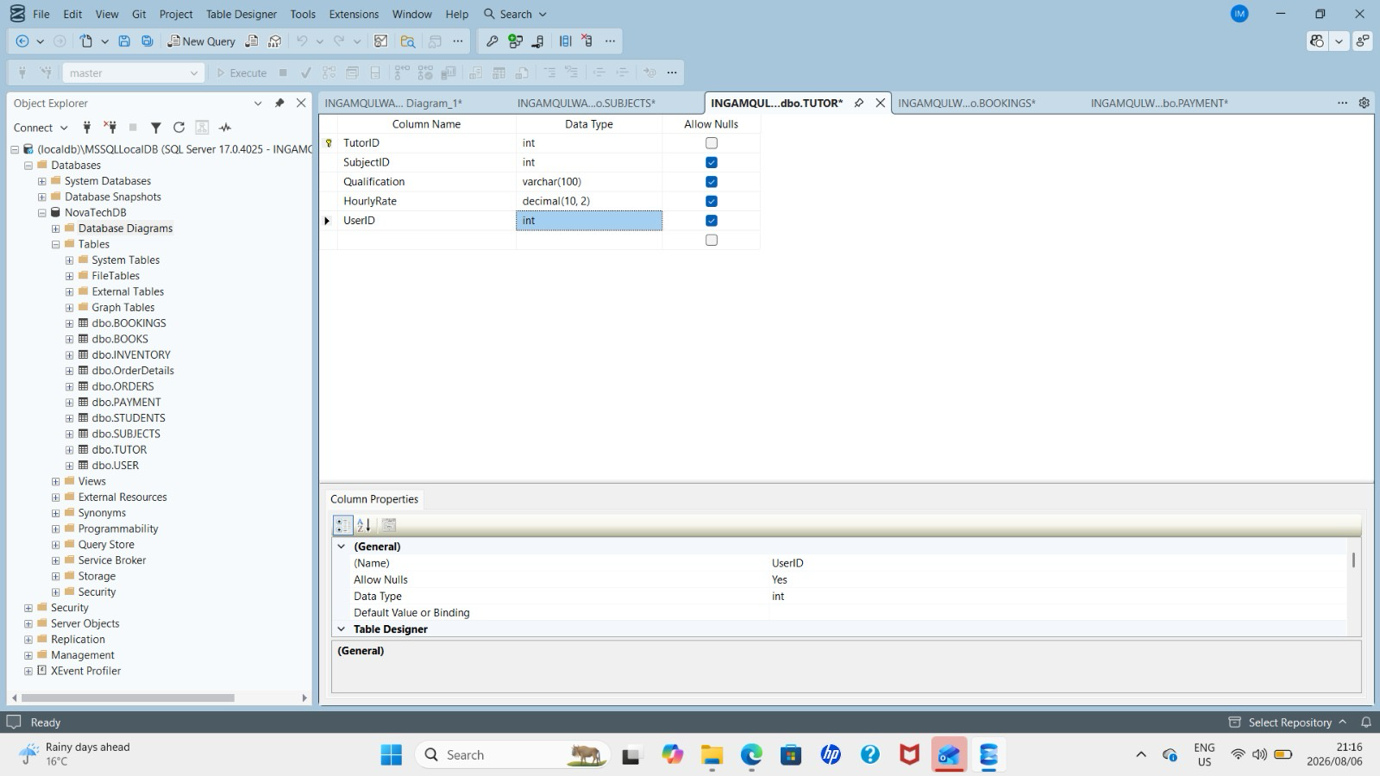 File Edit View Git Project Table Designer Tools Extensions Window Help Search IM
New Query
master Execute
Object Explorer
Connect
(localdb)\MSSQLLocalDB (SQL Server 17.0.4025 - INGAMQ
Databases
System Databases
Database Snapshots
NovaTechDB
Database Diagrams
Tables
System Tables
FileTables
External Tables
Graph Tables
dbo.BOOKINGS
dbo.BOOKS
dbo.INVENTORY
dbo.OrderDetails
dbo.ORDERS
dbo.PAYMENT
dbo.STUDENTS
dbo.SUBJECTS
dbo.TUTOR
dbo.USER
Views
External Resources
Synonyms
Programmability
Query Store
Service Broker
Storage
Security
Security
Server Objects
Replication
Management
XEvent Profiler
INGAMQULWA... Diagram_1* INGAMQULWA...o.SUBJECTS* INGAMQUL...dbo.TUTOR* INGAMQULW...o.BOOKINGS* INGAMQULW...bo.PAYMENT*
Column Name Data Type Allow Nulls
TutorID int
SubjectID int
Qualification varchar(100)
HourlyRate decimal(10, 2)
UserID int
Column Properties
(General)
(Name) UserID
Allow Nulls Yes
Data Type int
Default Value or Binding
Table Designer
(General)
Ready Select Repository
Rainy days ahead
16°C
Search
ENG
US
21:16
2026/08/06